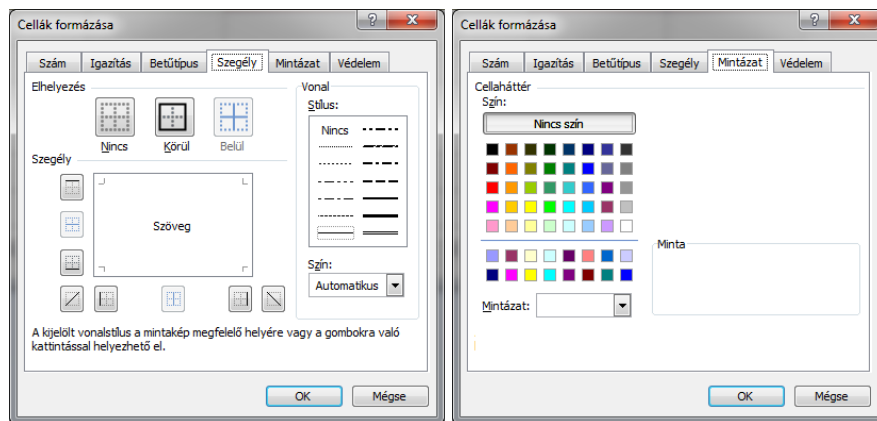 Cellák formázása
Szám Igazítás Betűtípus Szegély Mintázat Védelem
Elhelyezés
Nincs Körül Belül
Szegély
Szöveg
Vonal
Stílus:
Nincs
Szín:
Automatikus
A kijelölt vonalstílus a mintakép megfelelő helyére vagy a gombokra való
kattintással helyezhető el.
OK Mégse
Cellák formázása
Szám Igazítás Betűtípus Szegély Mintázat Védelem
Cellaháttér
Szín:
Nincs szín
Minta
Mintázat:
OK Mégse